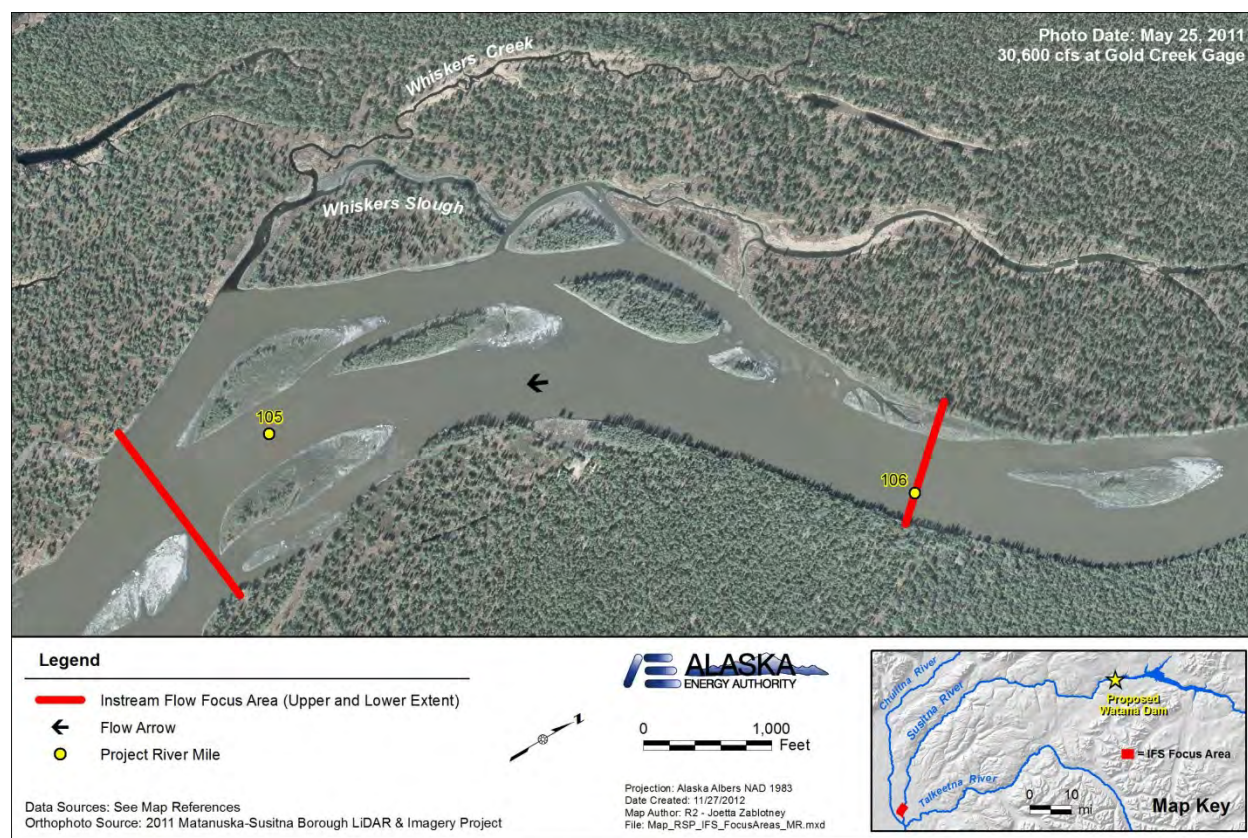 Photo Date: May 25, 2011
30,600 cfs at Gold Creek Gage
Whiskers Creek
Whiskers Slough
105
106
Legend
Instream Flow Focus Area (Upper and Lower Extent)
Flow Arrow
Project River Mile
Data Sources: See Map References
Orthophoto Source: 2011 Matanuska-Susitna Borough LiDAR & Imagery Project
N
ALASKA
ENERGY AUTHORITY
0 1,000
Feet
Projection: Alaska Albers NAD 1983
Date Created: 11/27/2012
Map Author: R2 - Joetta Zablotney
File: Map_RSP_IFS_FocusAreas_MR.mxd
Chulitna River
Susitna River
Talkeetna River
Proposed
Watana Dam
= IFS Focus Area
0 10
mi
Map Key